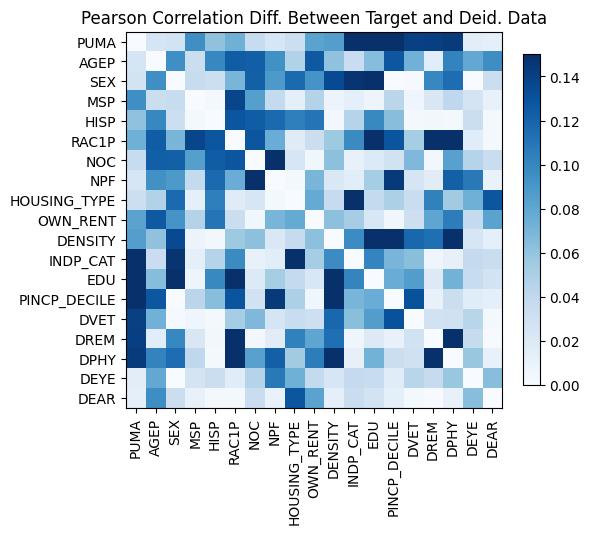 Pearson Correlation Diff. Between Target and Deid. Data
PUMA
AGEP
SEX
MSP
HISP
RAC1P
NOC
NPF
HOUSING_TYPE
OWN_RENT
DENSITY
INDP_CAT
EDU
PINCP_DECILE
DVET
DREM
DPHY
DEYE
DEAR
PUMA
AGEP
SEX
MSP
HISP
RAC1P
NOC
NPF
HOUSING_TYPE
OWN_RENT
DENSITY
INDP_CAT
EDU
PINCP_DECILE
DVET
DREM
DPHY
DEYE
DEAR
0.14
0.12
0.10
0.08
0.06
0.04
0.02
0.00